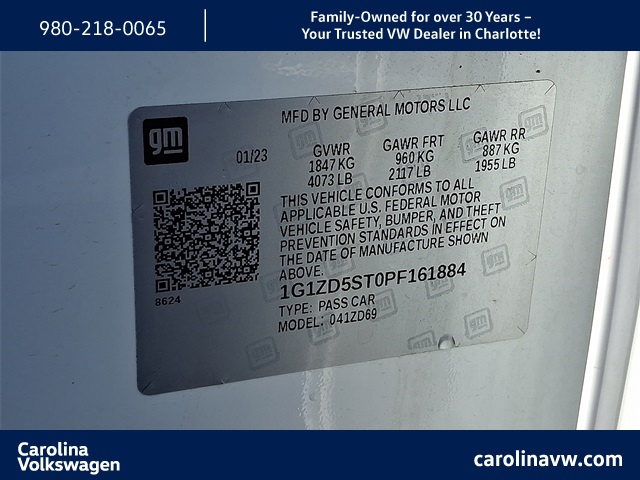 980-218-0065
Family-Owned for over 30 Years –
Your Trusted VW Dealer in Charlotte!
MFD BY GENERAL MOTORS LLC
gm
01/23 GVWR GAWR FRT GAWR RR
1847 KG 960 KG 887 KG
4073 LB 2117 LB 1955 LB
THIS VEHICLE CONFORMS TO ALL
APPLICABLE U.S. FEDERAL MOTOR
VEHICLE SAFETY, BUMPER, AND THEFT
PREVENTION STANDARDS IN EFFECT ON
THE DATE OF MANUFACTURE SHOWN
ABOVE.
8624
1G1ZD5ST0PF161884
TYPE: PASS CAR
MODEL: 041ZD69
Carolina
Volkswagen
carolinavw.com